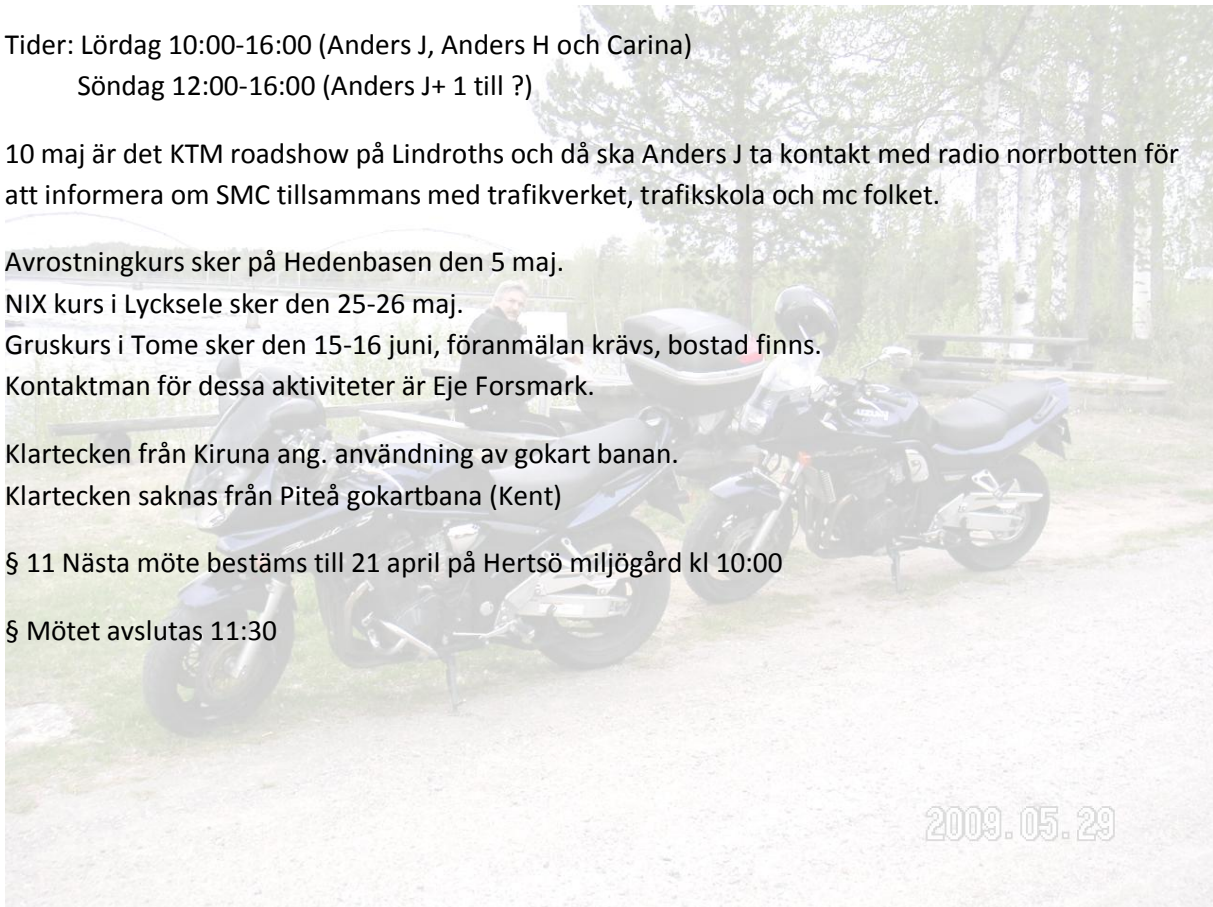 Tider: Lördag 10:00-16:00 (Anders J, Anders H och Carina)
Söndag 12:00-16:00 (Anders J+ 1 till ?)
10 maj är det KTM roadshow på Lindroths och då ska Anders J ta kontakt med radio norrbotten för
att informera om SMC tillsammans med trafikverket, trafikskola och mc folket.
Avrostningkurs sker på Hedenbasen den 5 maj.
NIX kurs i Lycksele sker den 25-26 maj.
Gruskurs i Tome sker den 15-16 juni, föranmälan krävs, bostad finns.
Kontaktman för dessa aktiviteter är Eje Forsmark.
Klartecken från Kiruna ang. användning av gokart banan.
Klartecken saknas från Piteå gokartbana (Kent)
§ 11 Nästa möte bestäms till 21 april på Hertsö miljögård kl 10:00
§ Mötet avslutas 11:30
2009.05.29